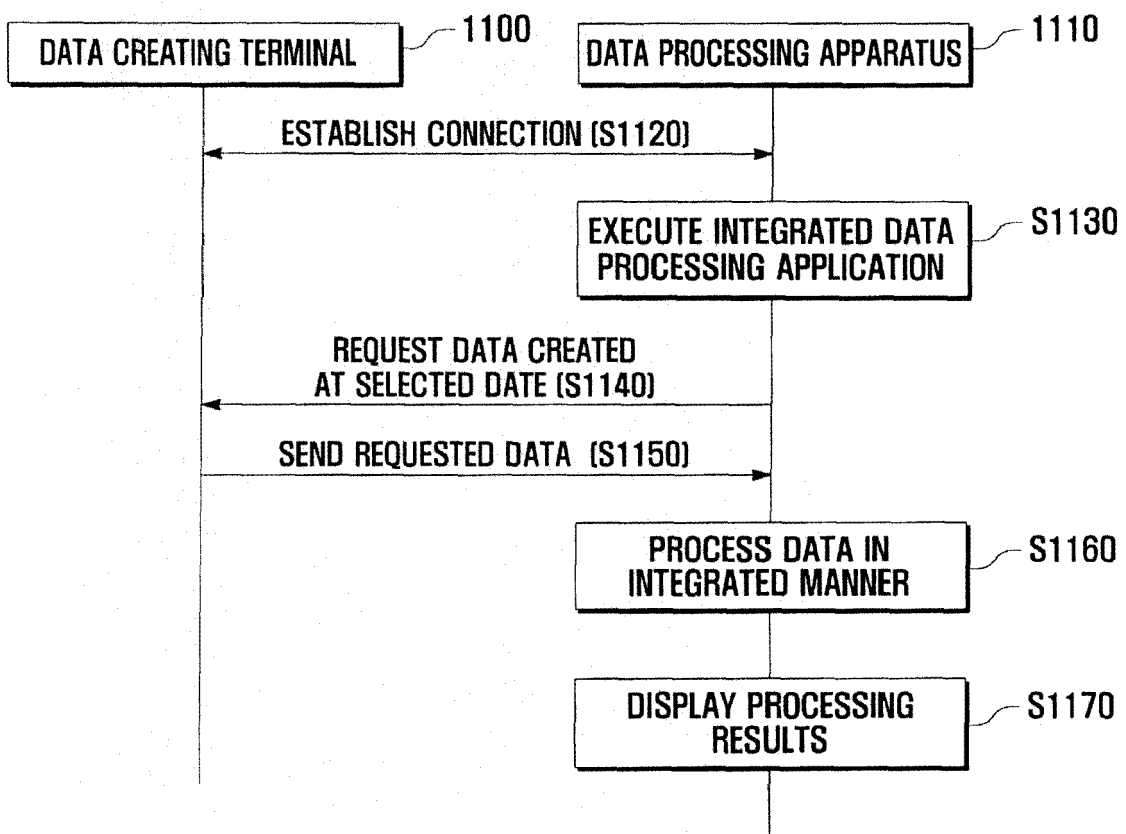 DATA CREATING TERMINAL
1100
DATA PROCESSING APPARATUS
1110
ESTABLISH CONNECTION (S1120)
EXECUTE INTEGRATED DATA
PROCESSING APPLICATION
S1130
REQUEST DATA CREATED
AT SELECTED DATE (S1140)
SEND REQUESTED DATA (S1150)
PROCESS DATA IN
INTEGRATED MANNER
S1160
DISPLAY PROCESSING
RESULTS
S1170